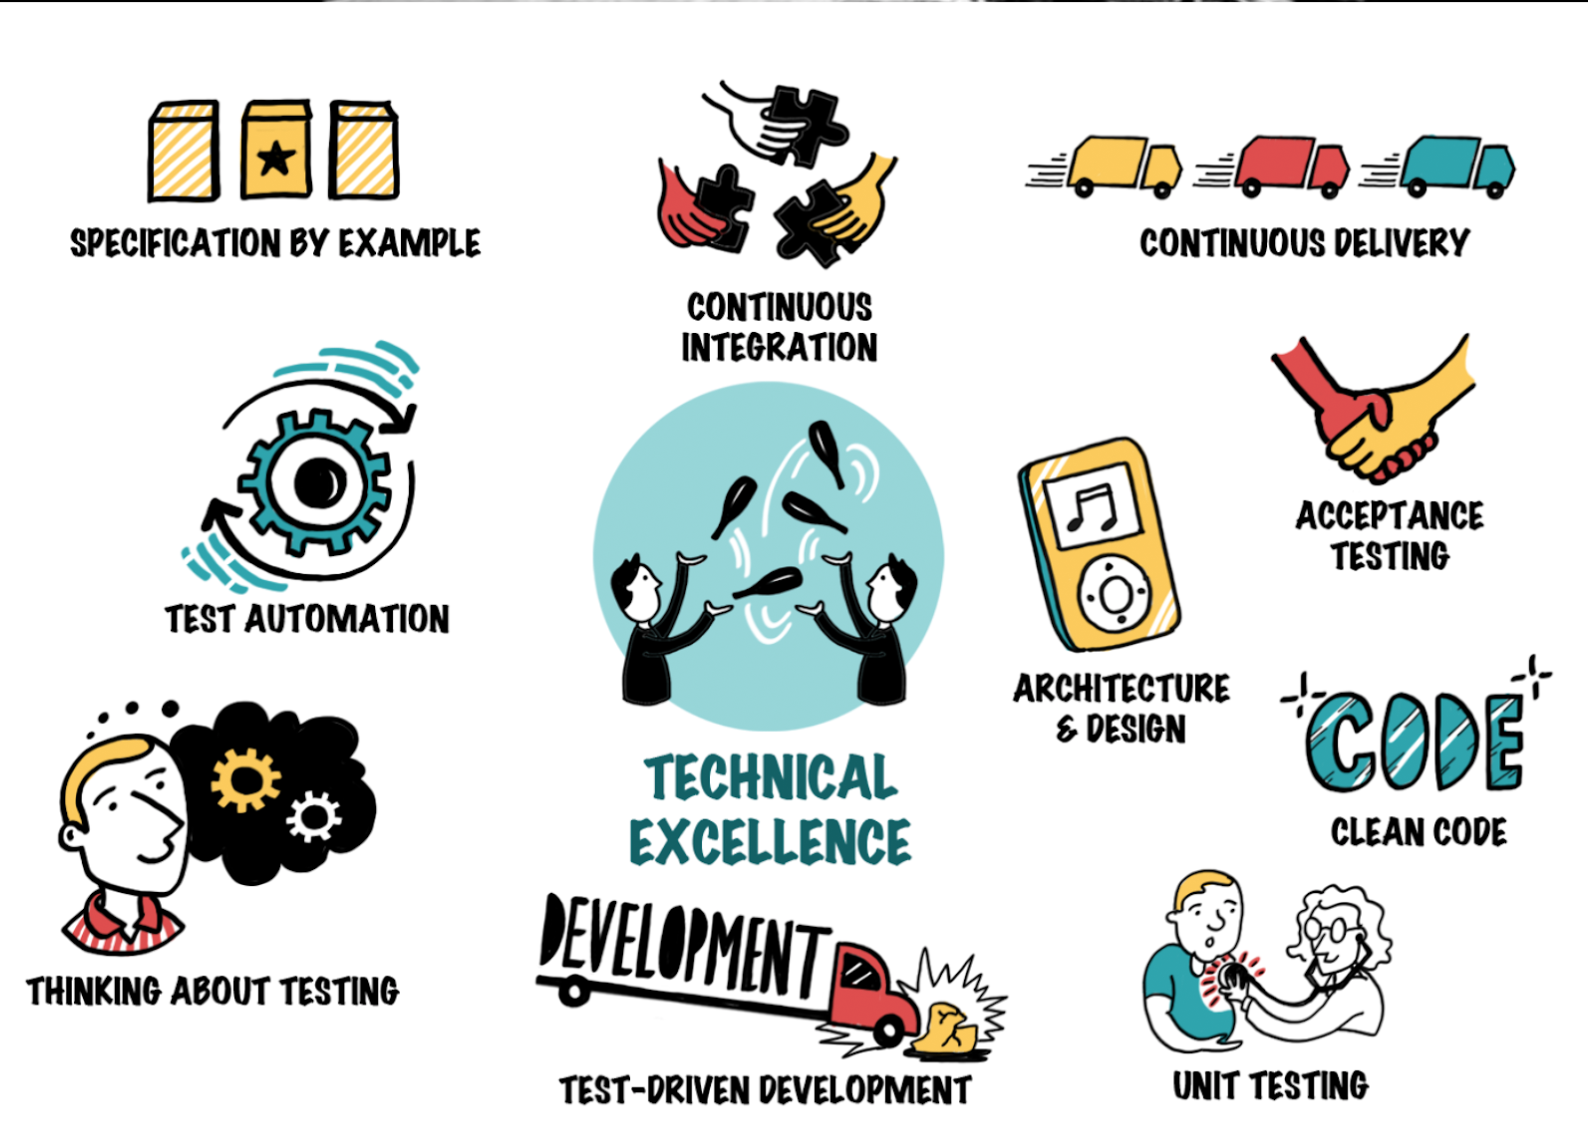 SPECIFICATION BY EXAMPLE
CONTINUOUS
INTEGRATION
CONTINUOUS DELIVERY
TEST AUTOMATION
ACCEPTANCE
TESTING
ARCHITECTURE
& DESIGN
TECHNICAL
EXCELLENCE
CODE
CLEAN CODE
THINKING ABOUT TESTING
DEVELOPMENT
TEST-DRIVEN DEVELOPMENT
UNIT TESTING